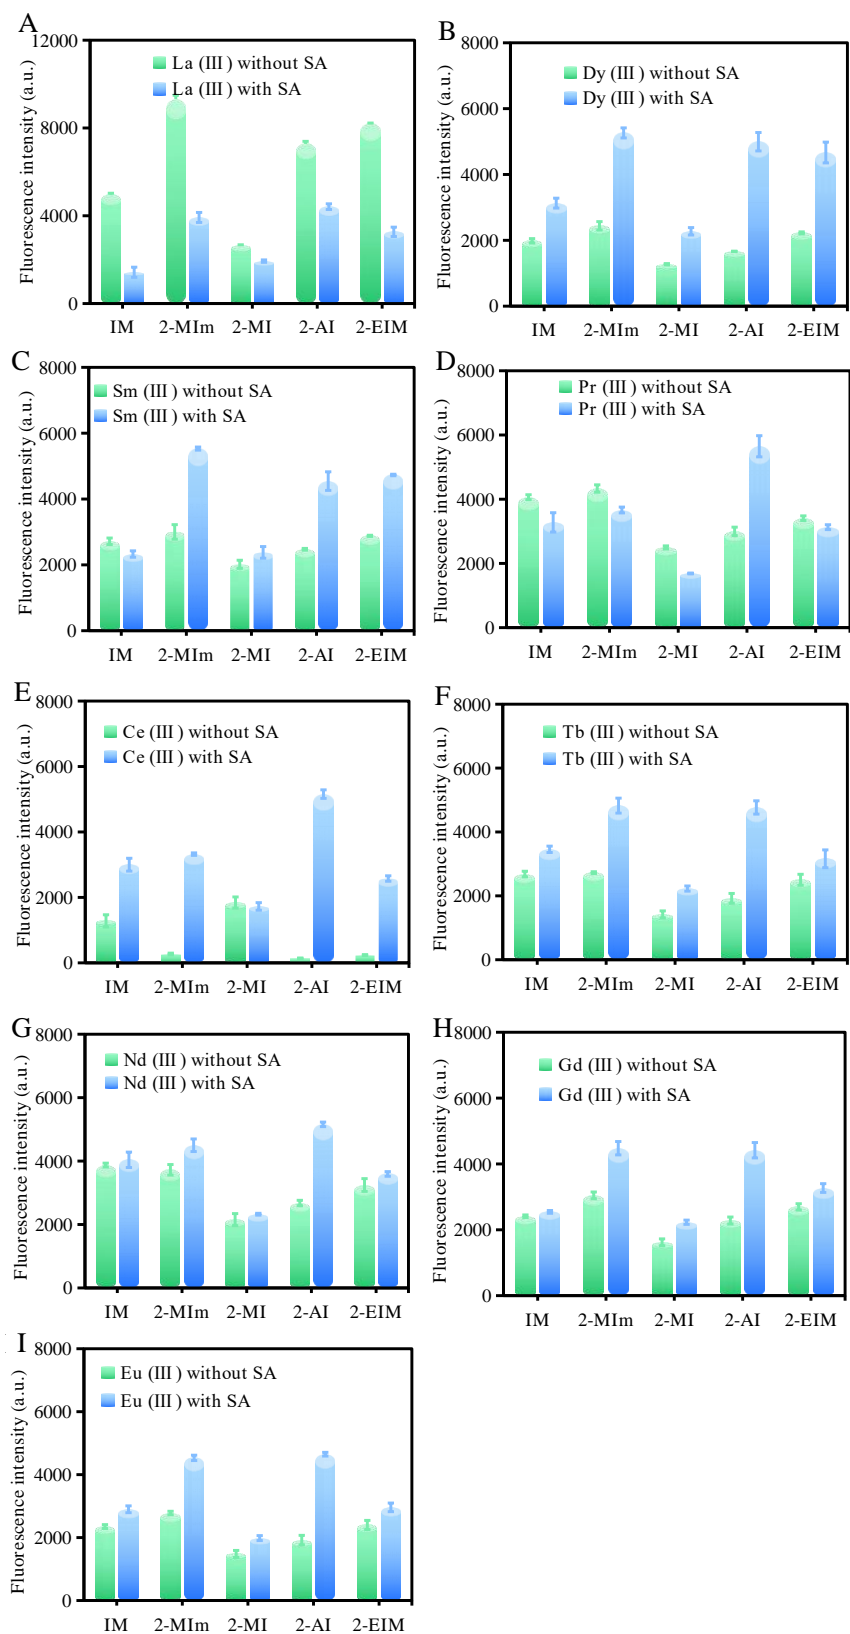 A
Fluorescence intensity (a.u.)
12000
8000
4000
0
La (III) without SA
La (III) with SA
IM 2-MIm 2-MI 2-AI 2-EIM
B
Fluorescence intensity (a.u.)
8000
6000
4000
2000
0
Dy (III) without SA
Dy (III) with SA
IM 2-MIm 2-MI 2-AI 2-EIM
C
Fluorescence intensity (a.u.)
8000
6000
4000
2000
0
Sm (III) without SA
Sm (III) with SA
IM 2-MIm 2-MI 2-AI 2-EIM
D
Fluorescence intensity (a.u.)
8000
6000
4000
2000
0
Pr (III) without SA
Pr (III) with SA
IM 2-MIm 2-MI 2-AI 2-EIM
E
Fluorescence intensity (a.u.)
8000
6000
4000
2000
0
Ce (III) without SA
Ce (III) with SA
IM 2-MIm 2-MI 2-AI 2-EIM
F
Fluorescence intensity (a.u.)
8000
6000
4000
2000
0
Tb (III) without SA
Tb (III) with SA
IM 2-MIm 2-MI 2-AI 2-EIM
G
Fluorescence intensity (a.u.)
8000
6000
4000
2000
0
Nd (III) without SA
Nd (III) with SA
IM 2-MIm 2-MI 2-AI 2-EIM
H
Fluorescence intensity (a.u.)
8000
6000
4000
2000
0
Gd (III) without SA
Gd (III) with SA
IM 2-MIm 2-MI 2-AI 2-EIM
I
Fluorescence intensity (a.u.)
8000
6000
4000
2000
0
Eu (III) without SA
Eu (III) with SA
IM 2-MIm 2-MI 2-AI 2-EIM